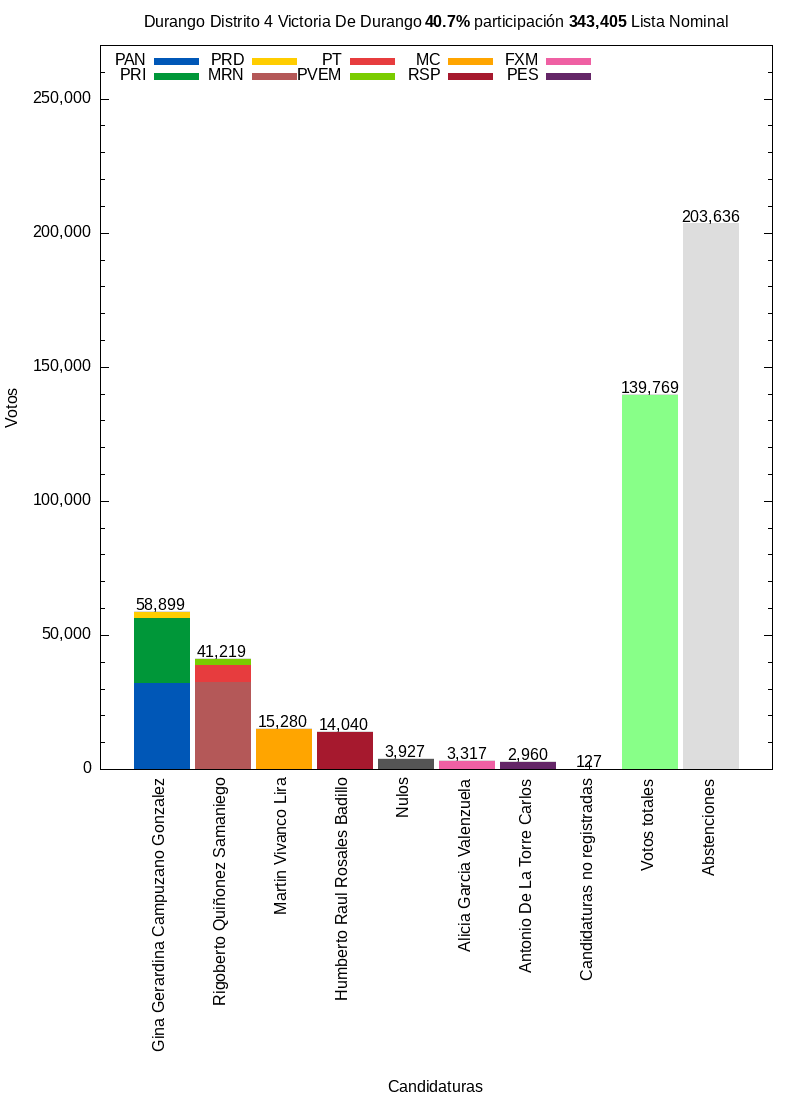 Durango Distrito 4 Victoria De Durango 40.7% participación 343,405 Lista Nominal
PAN PRD PT MC FXM
PRI MRN PVEM RSP PES
250,000
200,000
150,000
100,000
50,000
0
Votos
58,899
41,219
15,280
14,040
3,927
3,317
2,960
127
139,769
203,636
Gina Gerardina Campuzano Gonzalez
Rigoberto Quiñonez Samaniego
Martin Vivanco Lira
Humberto Raul Rosales Badillo
Nulos
Alicia Garcia Valenzuela
Antonio De La Torre Carlos
Candidaturas no registradas
Votos totales
Abstenciones
Candidaturas